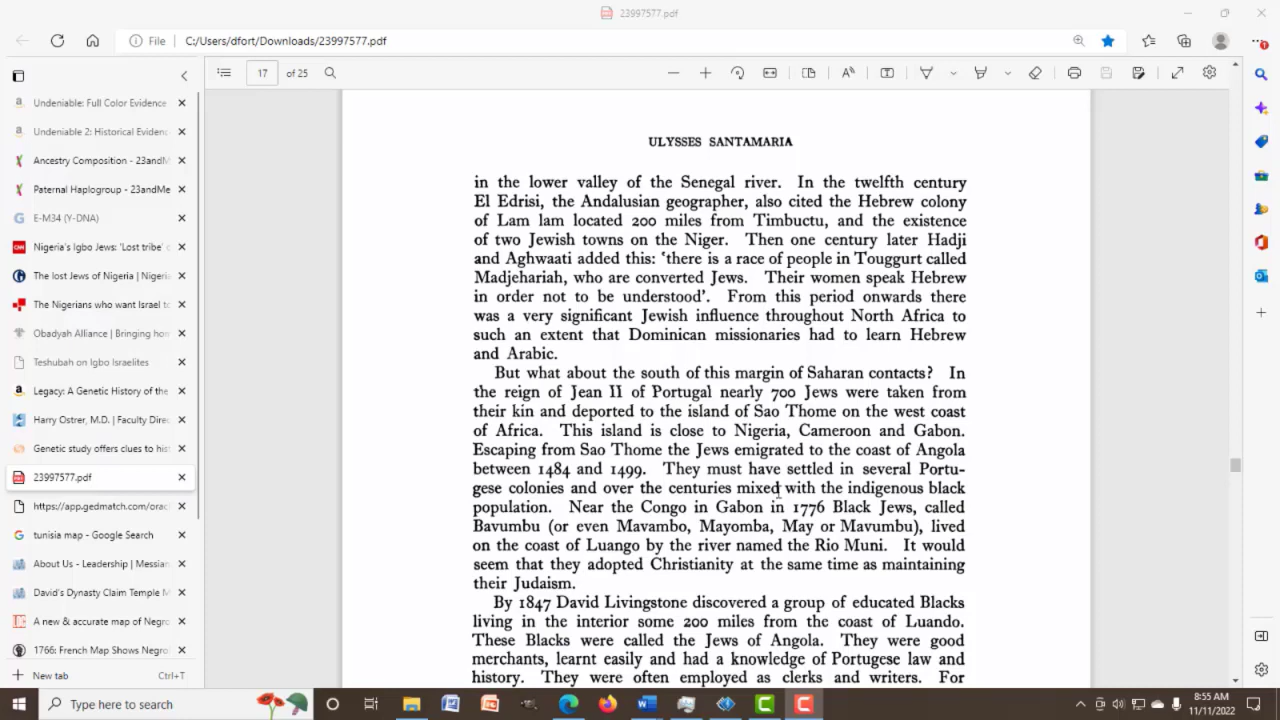 23997577.pdf
File
C:/Users/dfort/Downloads/23997577.pdf
17 of 25
Undeniable: Full Color Evidence
Undeniable 2: Historical Evidenc
Ancestry Composition - 23andM
Paternal Haplogroup - 23andMe
E-M34 (Y-DNA)
Nigeria's Igbo Jews: 'Lost tribe'
The lost Jews of Nigeria | Nigeria
The Nigerians who want Israel to
Obadyah Alliance | Bringing hon
Teshubah on Igbo Israelites
Legacy: A Genetic History of the
Harry Ostrer, M.D. | Faculty Direc
Genetic study offers clues to his
23997577.pdf
https://app.gedmatch.com/orac
tunisia map - Google Search
About Us - Leadership | Messian
David's Dynasty Claim Temple M
A new & accurate map of Negro
1766: French Map Shows Negro
New tab Ctrl+T
ULYSSES SANTAMARIA
in the lower valley of the Senegal river. In the twelfth century
El Edrisi, the Andalusian geographer, also cited the Hebrew colony
of Lam lam located 200 miles from Timbuctu, and the existence
of two Jewish towns on the Niger. Then one century later Hadji
and Aghwaati added this: 'there is a race of people in Touggurt called
Madjehariah, who are converted Jews. Their women speak Hebrew
in order not to be understood'. From this period onwards there
was a very significant Jewish influence throughout North Africa to
such an extent that Dominican missionaries had to learn Hebrew
and Arabic.
But what about the south of this margin of Saharan contacts? In
the reign of Jean II of Portugal nearly 700 Jews were taken from
their kin and deported to the island of Sao Thome on the west coast
of Africa. This island is close to Nigeria, Cameroon and Gabon.
Escaping from Sao Thome the Jews emigrated to the coast of Angola
between 1484 and 1499. They must have settled in several Portu-
gese colonies and over the centuries mixed with the indigenous black
population. Near the Congo in Gabon in 1776 Black Jews, called
Bavumbu (or even Mavambo, Mayomba, May or Mavumbu), lived
on the coast of Luango by the river named the Rio Muni. It would
seem that they adopted Christianity at the same time as maintaining
their Judaism.
By 1847 David Livingstone discovered a group of educated Blacks
living in the interior some 200 miles from the coast of Luando.
These Blacks were called the Jews of Angola. They were good
merchants, learnt easily and had a knowledge of Portugese law and
history. They were often employed as clerks and writers. For
Type here to search
8:55 AM
11/11/2022